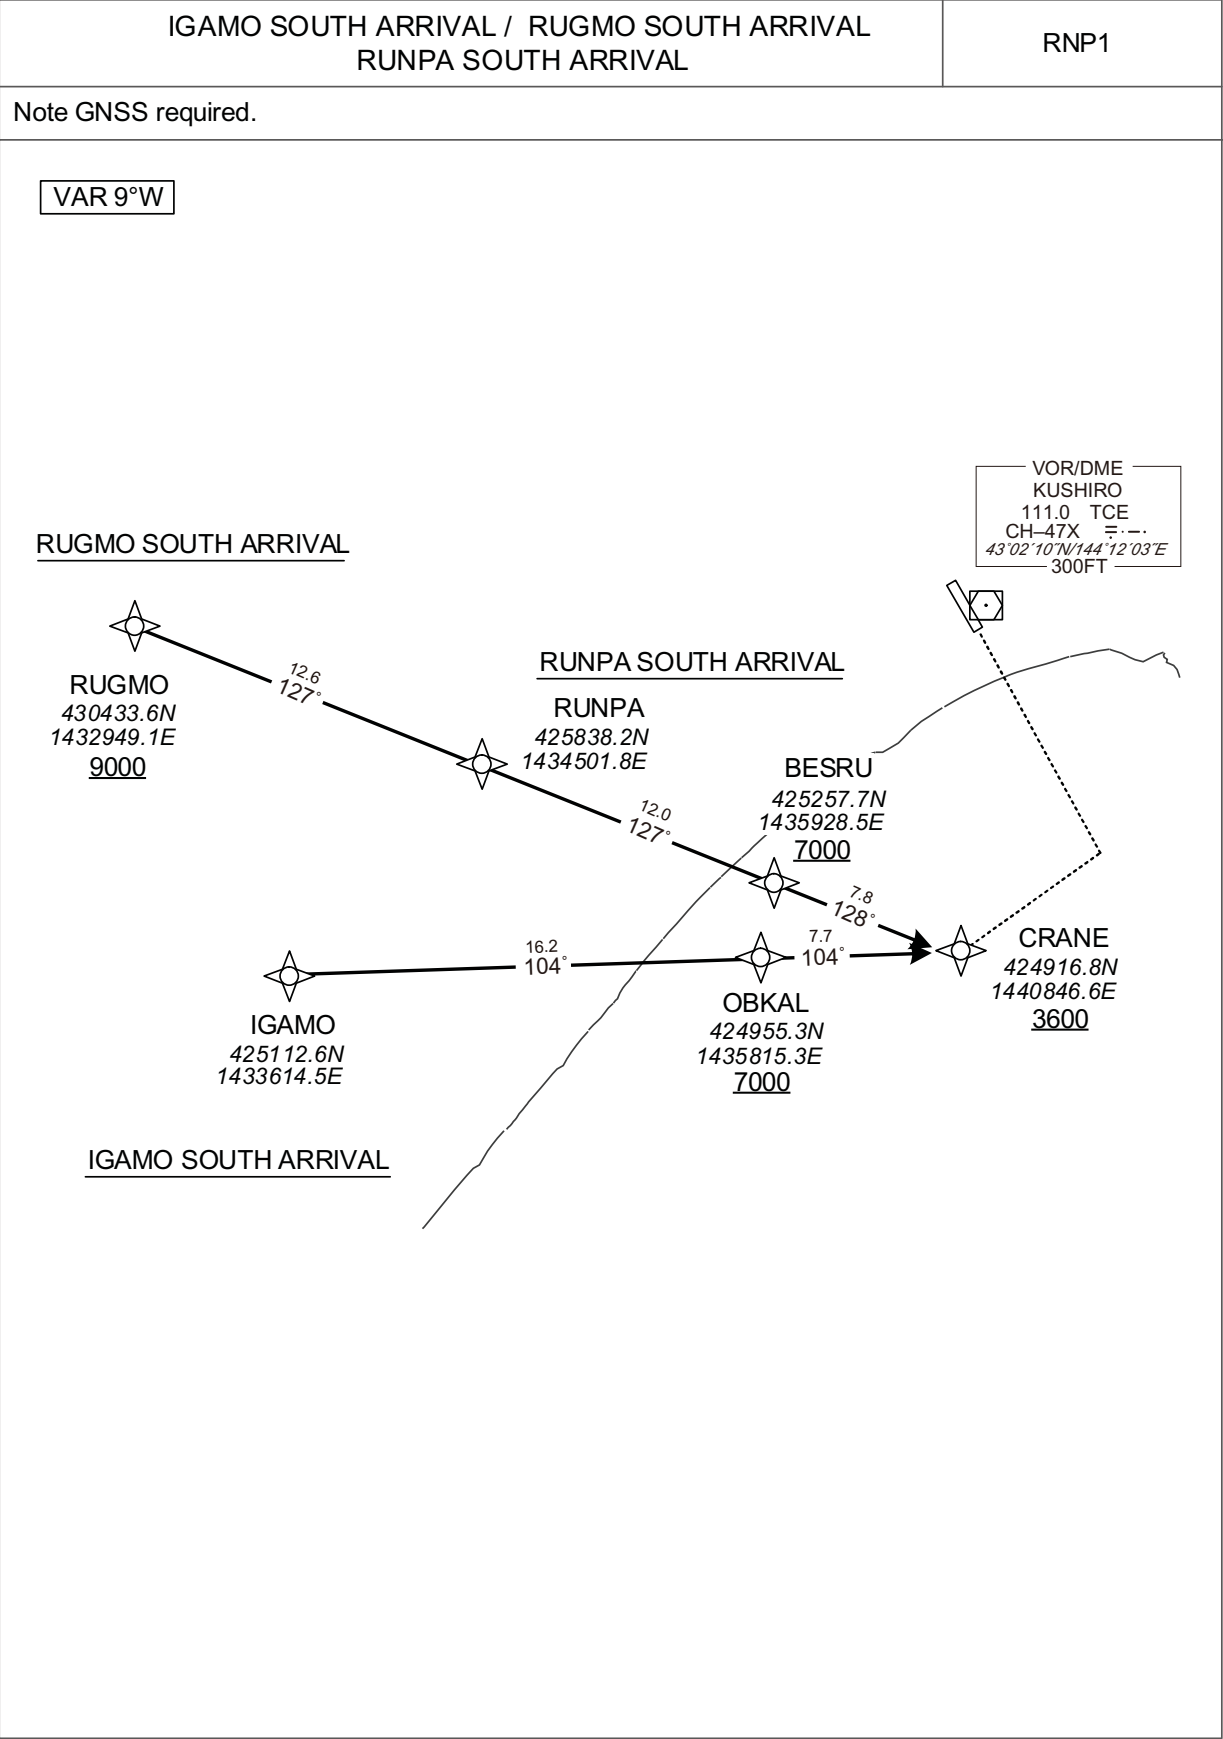 IGAMO SOUTH ARRIVAL / RUGMO SOUTH ARRIVAL
RUNPA SOUTH ARRIVAL
RNP1
Note GNSS required.
VAR 9°W
VOR/DME
KUSHIRO
111.0 TCE
CH–47X
43°02´10˝N/144°12´03˝E
300FT
RUGMO SOUTH ARRIVAL
RUGMO
430433.6N
1432949.1E
9000
12.6
127°
RUNPA SOUTH ARRIVAL
RUNPA
425838.2N
1434501.8E
12.0
127°
BESRU
425257.7N
1435928.5E
7000
7.8
128°
CRANE
424916.8N
1440846.6E
3600
16.2
104°
7.7
104°
IGAMO
425112.6N
1433614.5E
OBKAL
424955.3N
1435815.3E
7000
IGAMO SOUTH ARRIVAL